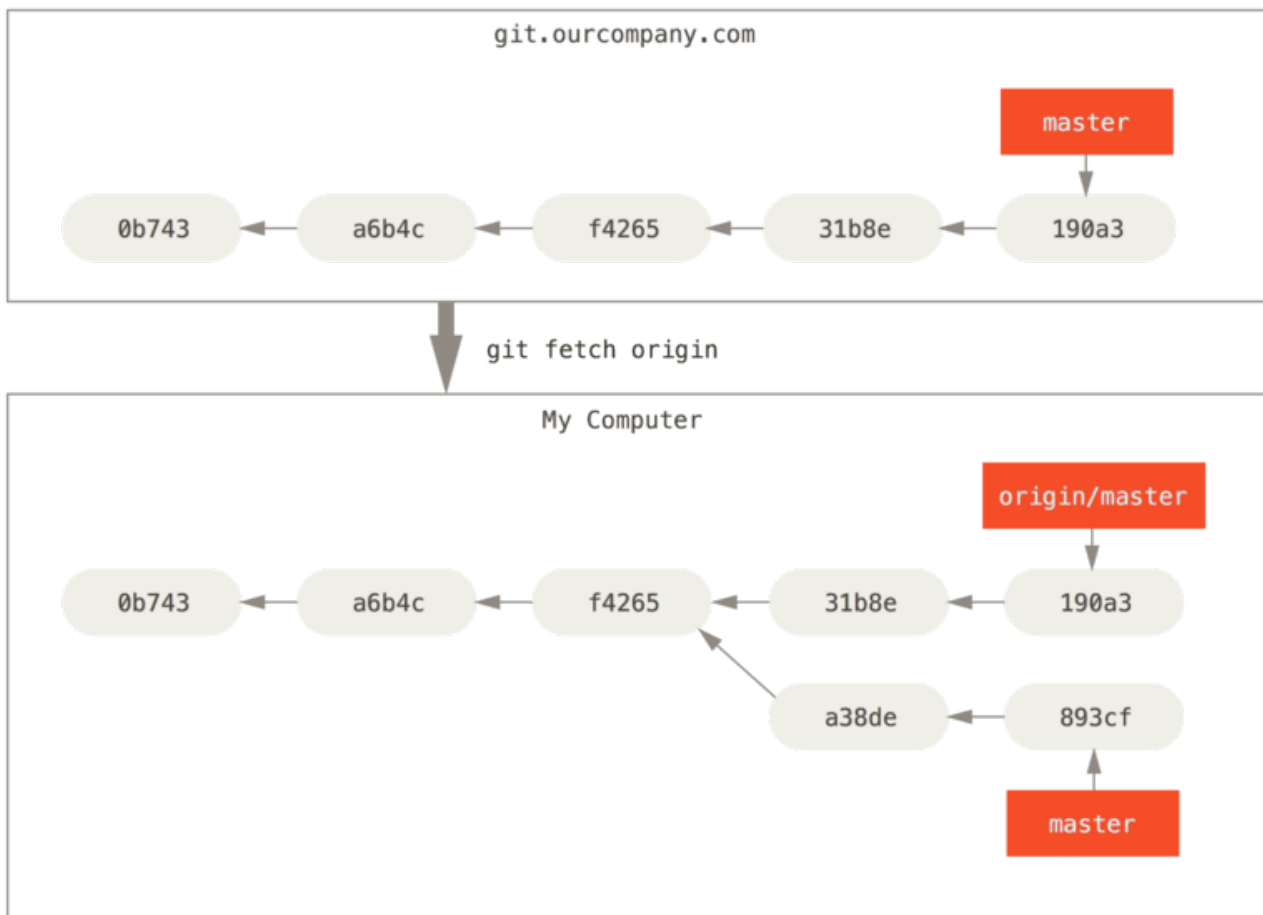 git.ourcompany.com
master
0b743 a6b4c f4265 31b8e 190a3
git fetch origin
My Computer
origin/master
0b743 a6b4c f4265 31b8e 190a3
a38de 893cf
master